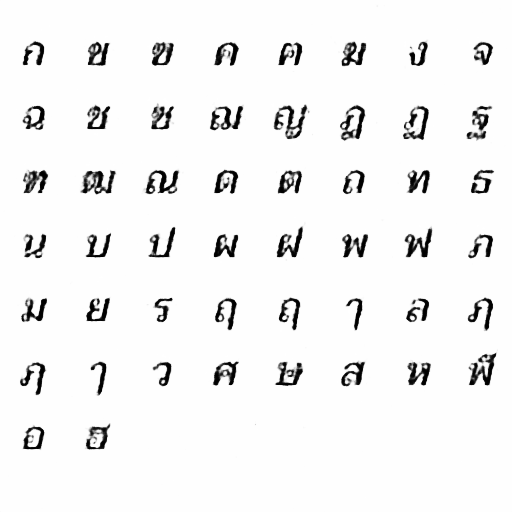 ก ข ฃ ค ฅ ฆ ง จ
ฉ ช ซ ฌ ญ ฎ ฏ ฐ
ฑ ฒ ณ ด ต ถ ท ธ
น บ ป ผ ฝ พ ฟ ภ
ม ย ร ฤ ฤ า ล ฦ
ฦ ๅ ว ศ ษ ส ห ฬ
อ ฮ